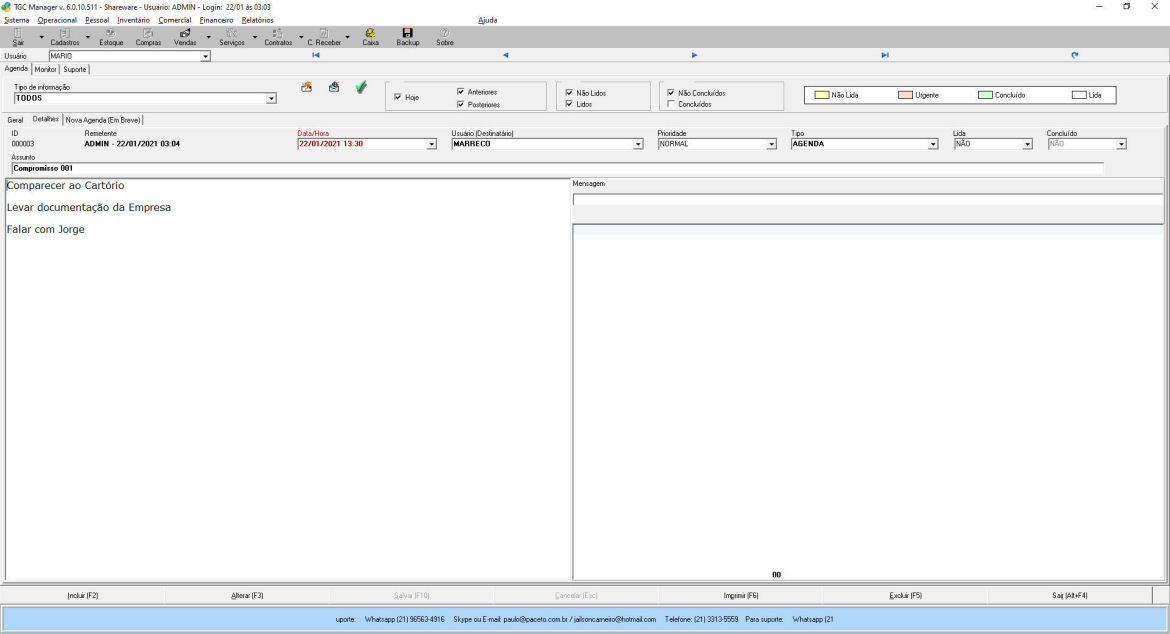 TGC Manager v. 6.0.10.511 - Shareware - Usuário: ADMIN - Login: 22/01 às 03:03
Sistema Operacional Pessoal Inventário Comercial Financeiro Relatórios Ajuda
Sair Cadastros Estoque Compras Vendas Serviços Contratos C. Receber Caixa Backup Sobre
Usuário MARIO
Agenda Monitor Suporte
Tipo de informação
TODOS
Hoje
Anteriores
Posteriores
Não Lidos
Lidos
Não Concluídos
Concluídos
Não Lida Urgente Concluído Lida
Geral Detalhes Nova Agenda (Em Breve)
ID Remetente Data/Hora Usuário (Destinatário) Prioridade Tipo Lida Concluído
000003 ADMIN - 22/01/2021 03:04 22/01/2021 13:30 MARRECO NORMAL AGENDA NÃO NÃO
Assunto
Compromisso 001
Comparecer ao Cartório
Levar documentação da Empresa
Falar com Jorge
Mensagem
00
Incluir (F2) Alterar (F3) Salvar (F10) Cancelar (Esc) Imprimir (F6) Excluir (F5) Sair (Alt+F4)
uporte: Whatsapp (21) 96563-4916 Skype ou E-mail: paulo@paceto.com.br / jailsoncarneiro@hotmail.com Telefone: (21) 3313-5559 Para suporte: Whatsapp (21